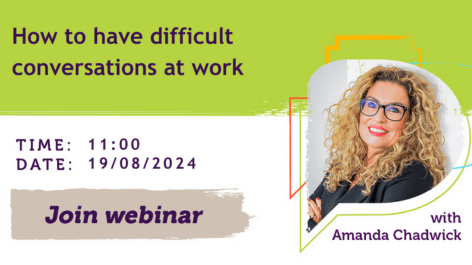 How to have difficult
conversations at work
TIME: 11:00
DATE: 19/08/2024
Join webinar
with
Amanda Chadwick